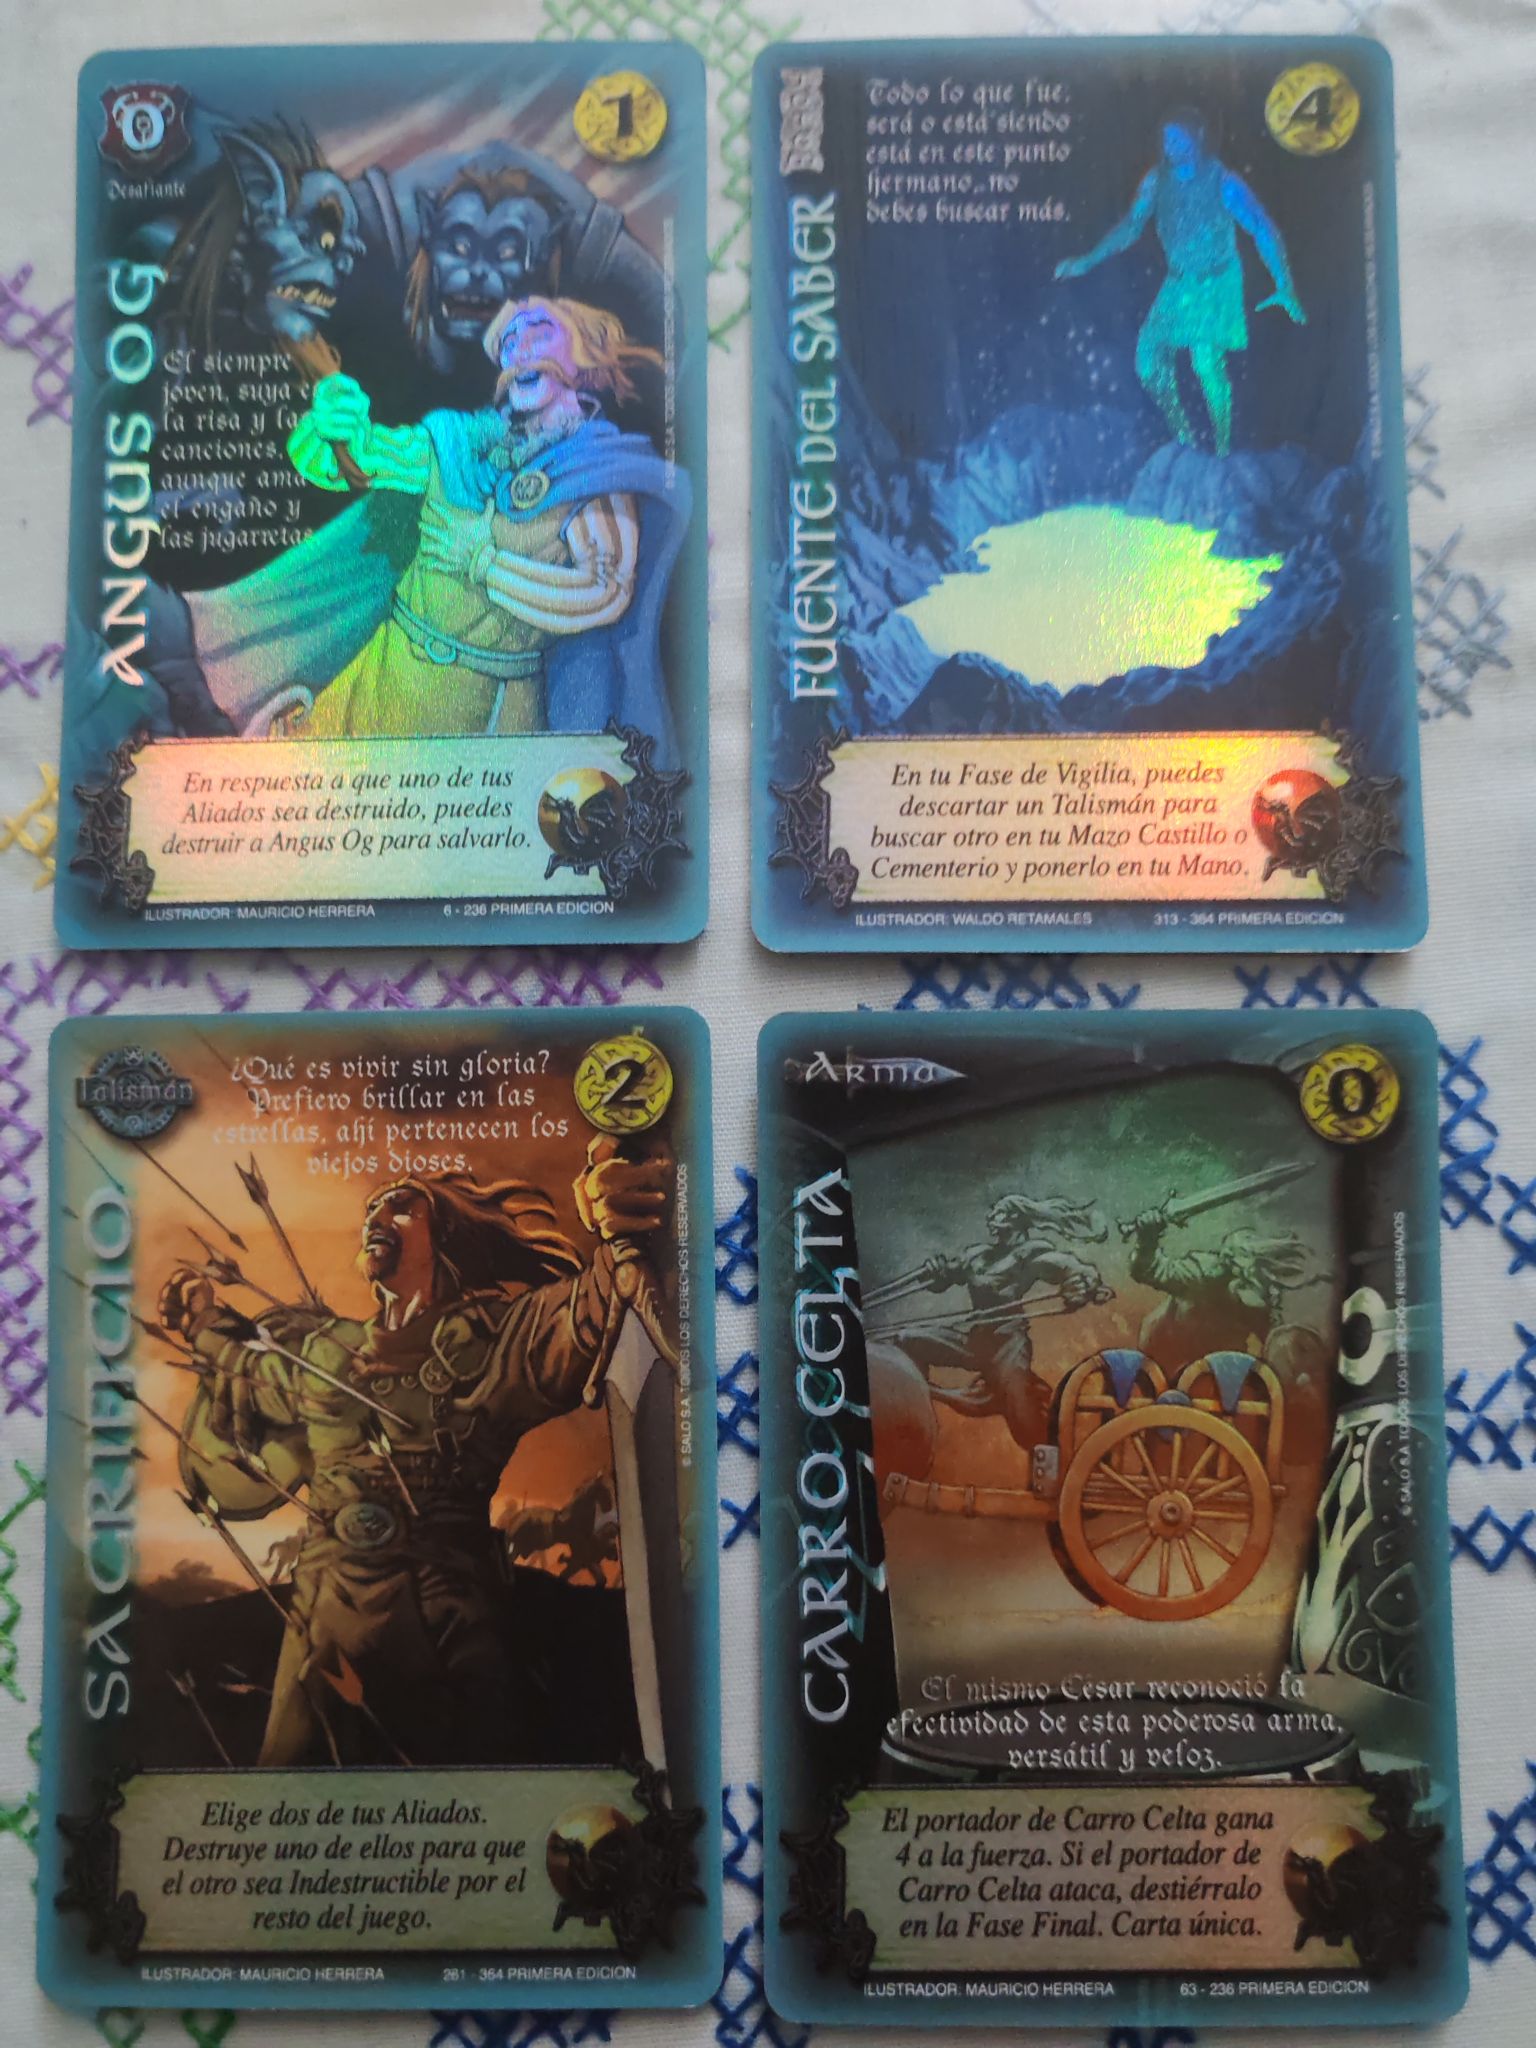 0
1
Desafiante
ANGUS OG
El siempre
joven, suya e
la risa y la
canciones,
aunque ama
el engaño y
las jugarretas
En respuesta a que uno de tus
Aliados sea destruido, puedes
destruir a Angus Og para salvarlo.
ILUSTRADOR: MAURICIO HERRERA
6 - 236 PRIMERA EDICION
4
Todo lo que fue,
será o está siendo
está en este punto
hermano, no
debes buscar más.
FUENTE DEL SABER
En tu Fase de Vigilia, puedes
descartar un Talismán para
buscar otro en tu Mazo Castillo o
Cementerio y ponerlo en tu Mano.
ILUSTRADOR: WALDO RETAMALES
313 - 364 PRIMERA EDICION
Talisman
2
¿Qué es vivir sin gloria?
Prefiero brillar en las
estrellas, ahí pertenecen los
viejos dioses.
SACRIFICIO
© SALO S.A. TODOS LOS DERECHOS RESERVADOS
Elige dos de tus Aliados.
Destruye uno de ellos para que
el otro sea Indestructible por el
resto del juego.
ILUSTRADOR: MAURICIO HERRERA
261 - 364 PRIMERA EDICION
Arma
0
CARRO CELTA
© SALO S.A. TODOS LOS DERECHOS RESERVADOS
El mismo César reconoció la
efectividad de esta poderosa arma,
versátil y veloz.
El portador de Carro Celta gana
4 a la fuerza. Si el portador de
Carro Celta ataca, destiérralo
en la Fase Final. Carta única.
ILUSTRADOR: MAURICIO HERRERA
63 - 236 PRIMERA EDICION